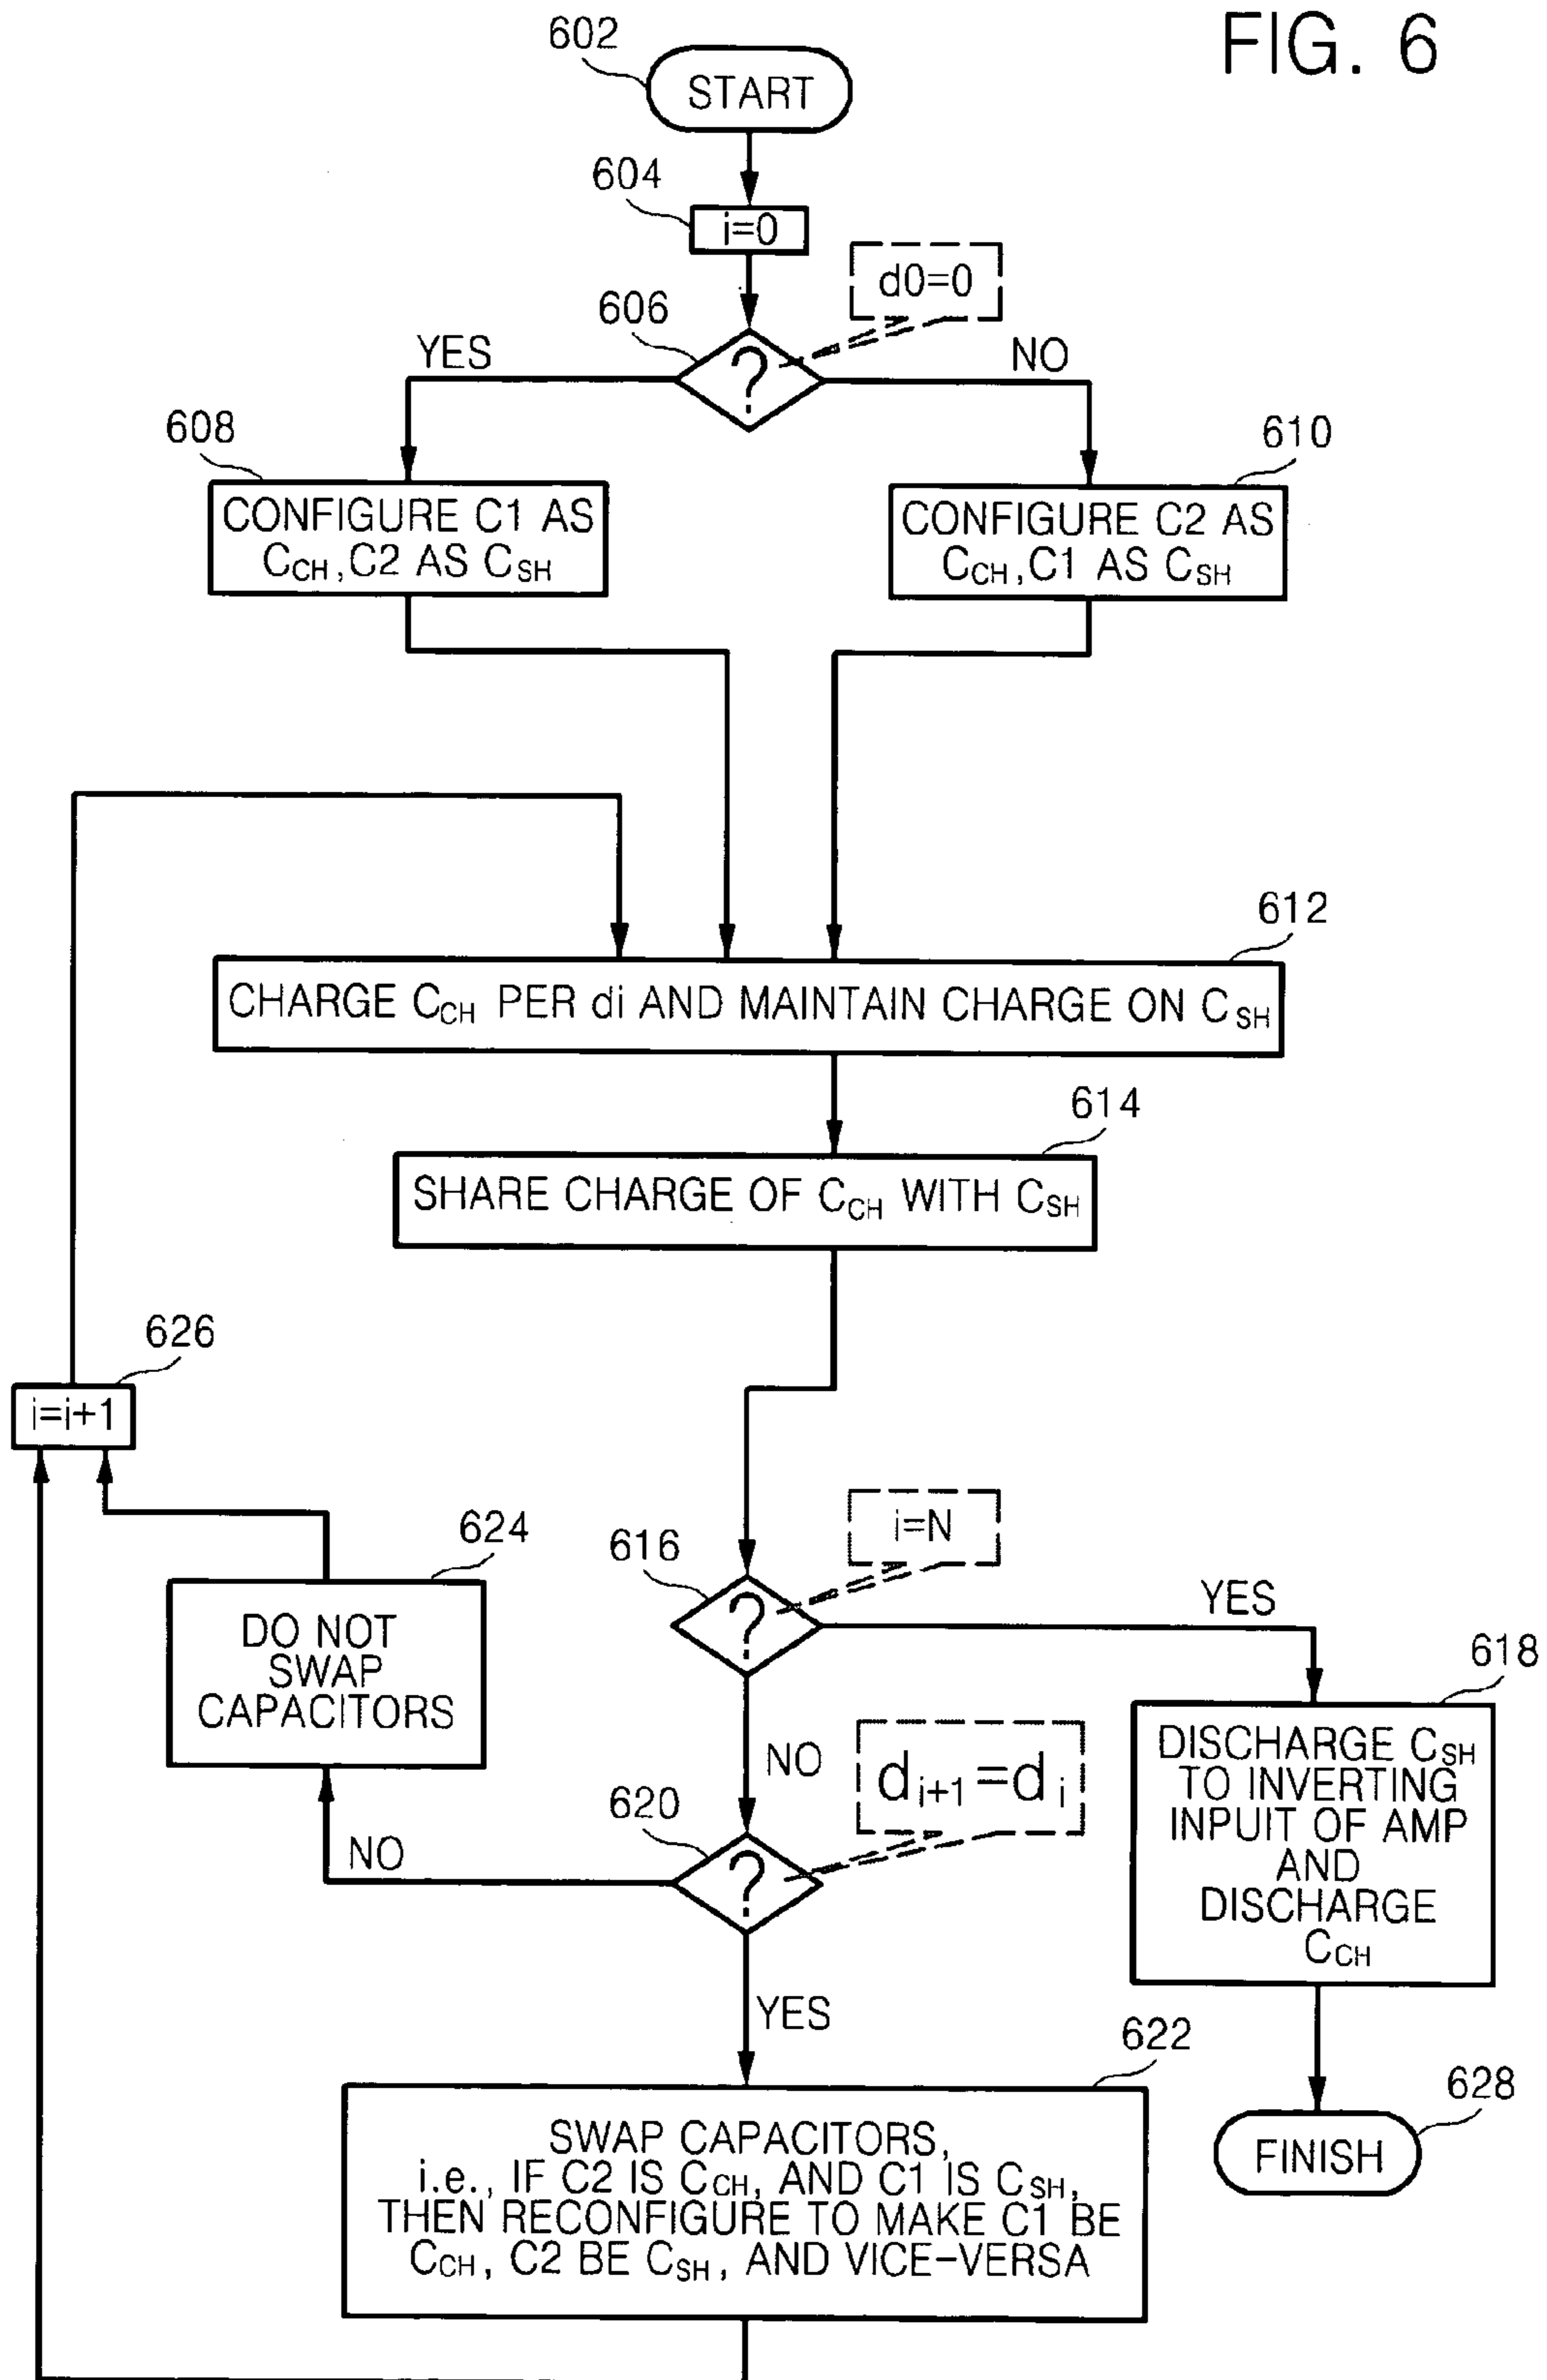 FIG. 6
602
START
604
i=0
d0=0
606
?
YES
NO
608
CONFIGURE C1 AS
CCH, C2 AS CSH
610
CONFIGURE C2 AS
CCH, C1 AS CSH
612
CHARGE CCH PER di AND MAINTAIN CHARGE ON CSH
614
SHARE CHARGE OF CCH WITH CSH
626
i=i+1
i=N
616
?
YES
624
DO NOT
SWAP
CAPACITORS
618
DISCHARGE CSH
TO INVERTING
INPUIT OF AMP
AND
DISCHARGE
CCH
NO
di+1=di
620
?
NO
YES
622
SWAP CAPACITORS,
i.e., IF C2 IS CCH, AND C1 IS CSH,
THEN RECONFIGURE TO MAKE C1 BE
CCH, C2 BE CSH, AND VICE-VERSA
628
FINISH